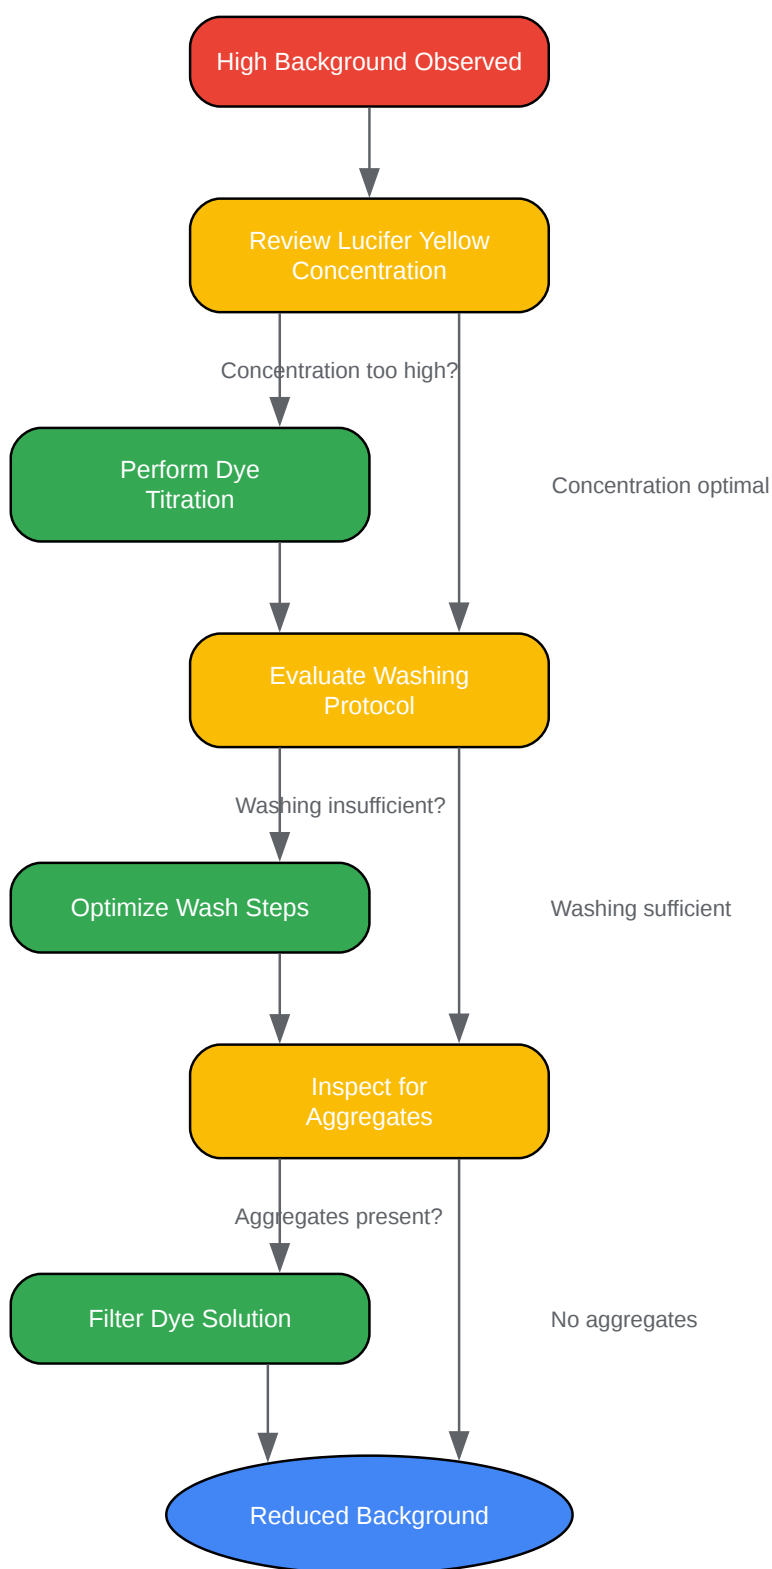 High Background Observed
Review Lucifer Yellow
Concentration
Concentration too high?
Perform Dye
Titration
Concentration optimal
Evaluate Washing
Protocol
Washing insufficient?
Optimize Wash Steps
Washing sufficient
Inspect for
Aggregates
Aggregates present?
Filter Dye Solution
No aggregates
Reduced Background